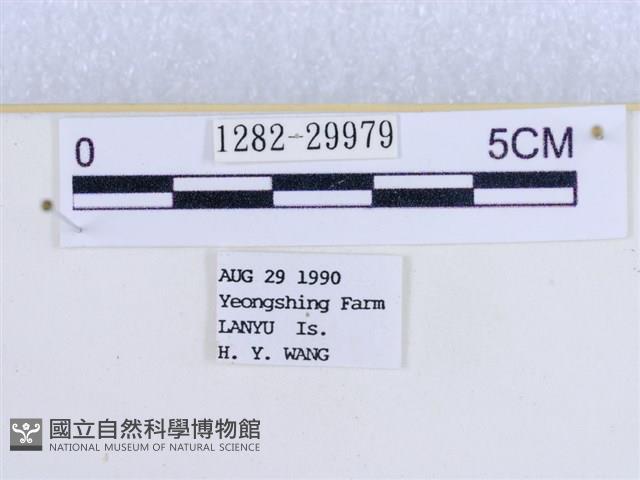 1282-29979
0 5CM
AUG 29 1990
Yeongshing Farm
LANYU Is.
H. Y. WANG
國立自然科學博物館
NATIONAL MUSEUM OF NATURAL SCIENCE